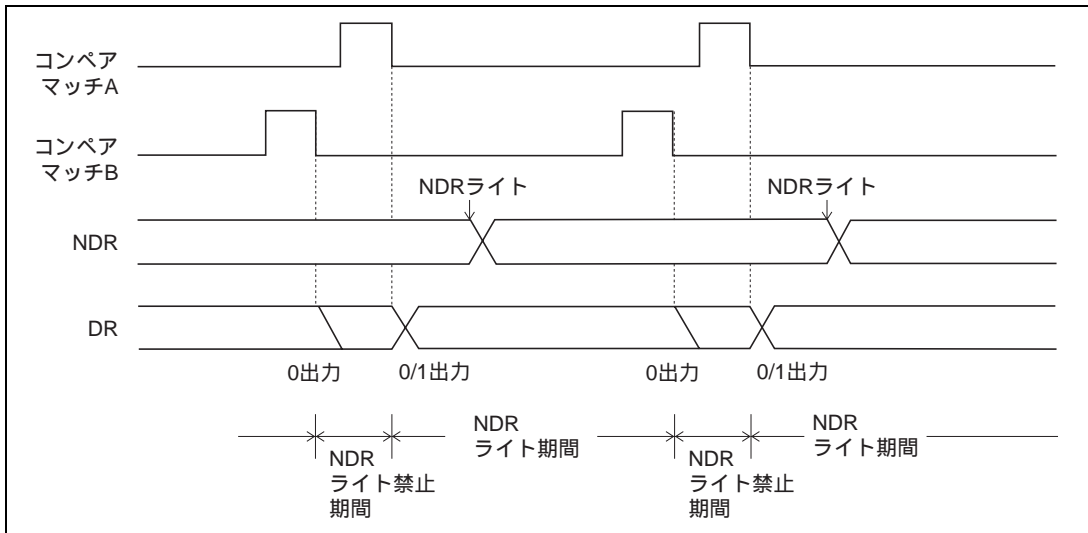 コンペア
マッチA
コンペア
マッチB
NDRライト
NDRライト
NDR
DR
0出力
0/1出力
0出力
0/1出力
NDR
ライト禁止
期間
NDR
ライト期間
NDR
ライト禁止
期間
NDR
ライト期間